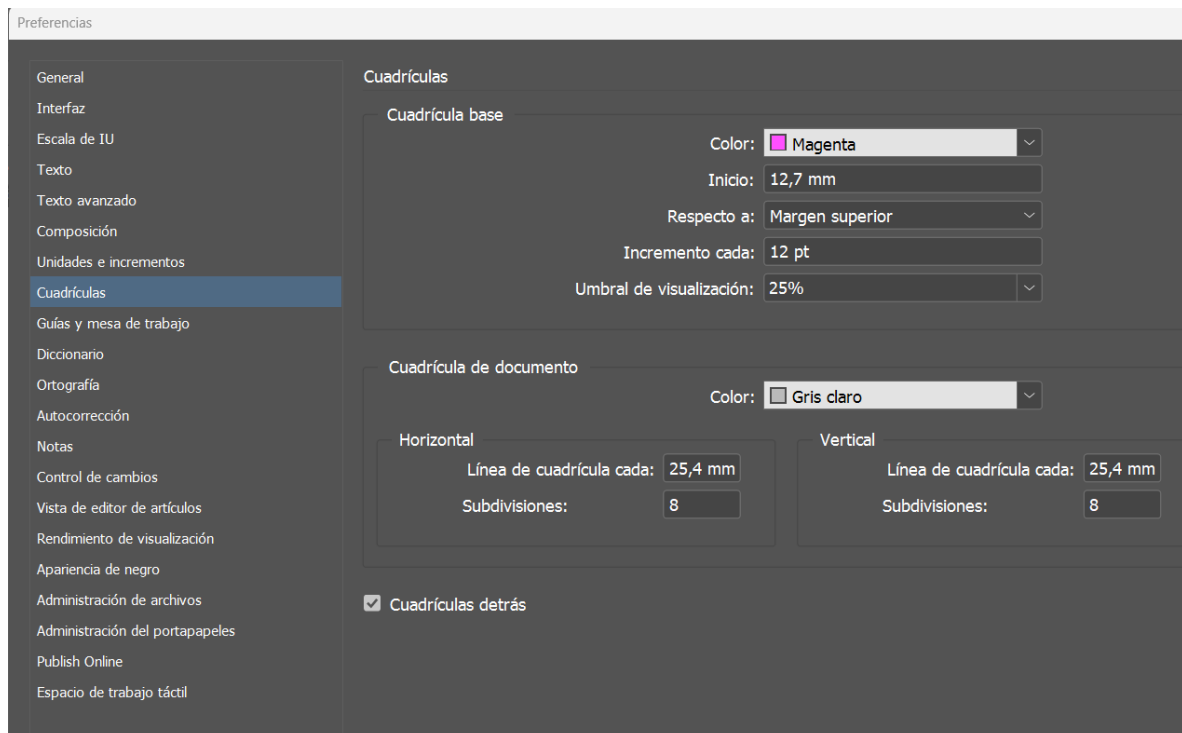 Preferencias
General
Interfaz
Escala de IU
Texto
Texto avanzado
Composición
Unidades e incrementos
Cuadrículas
Guías y mesa de trabajo
Diccionario
Ortografía
Autocorrección
Notas
Control de cambios
Vista de editor de artículos
Rendimiento de visualización
Apariencia de negro
Administración de archivos
Administración del portapapeles
Publish Online
Espacio de trabajo táctil
Cuadrículas
Cuadrícula base
Color: Magenta
Inicio: 12,7 mm
Respecto a: Margen superior
Incremento cada: 12 pt
Umbral de visualización: 25%
Cuadrícula de documento
Color: Gris claro
Horizontal
Línea de cuadrícula cada: 25,4 mm
Subdivisiones: 8
Vertical
Línea de cuadrícula cada: 25,4 mm
Subdivisiones: 8
Cuadrículas detrás